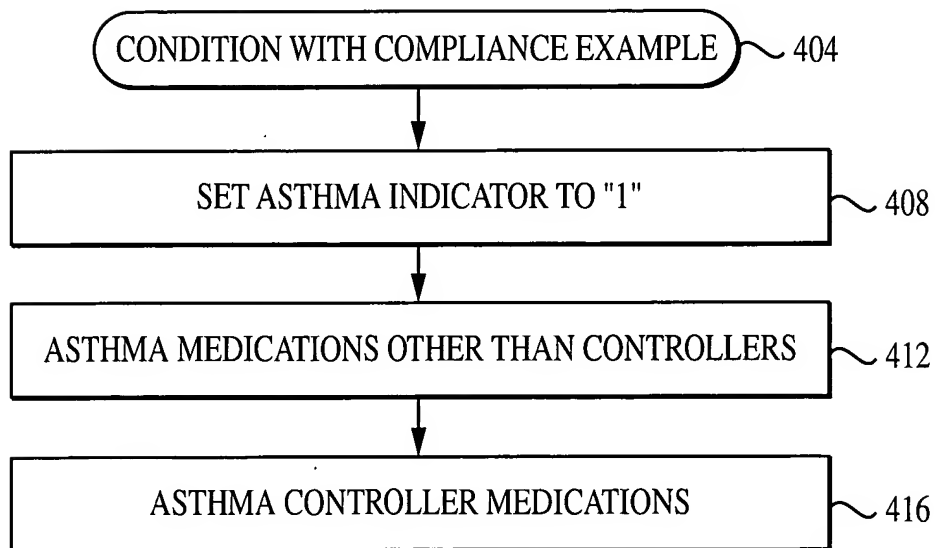 CONDITION WITH COMPLIANCE EXAMPLE 404
SET ASTHMA INDICATOR TO "1" 408
ASTHMA MEDICATIONS OTHER THAN CONTROLLERS 412
ASTHMA CONTROLLER MEDICATIONS 416